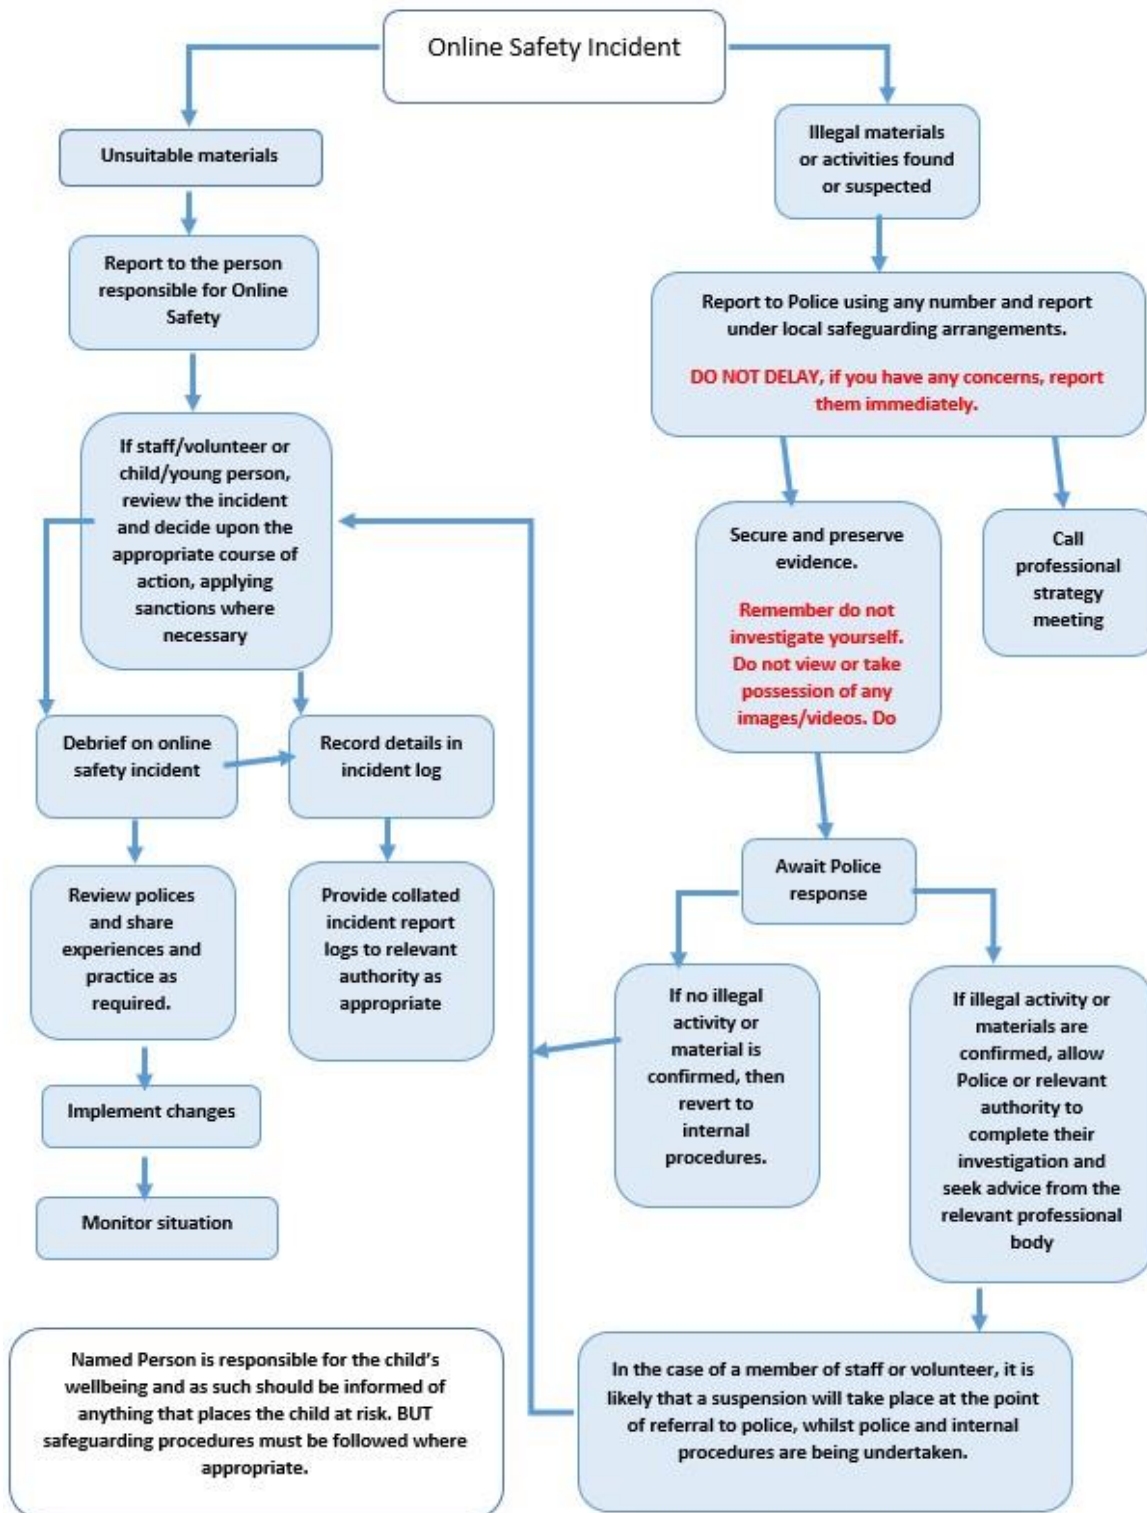 Online Safety Incident
Unsuitable materials
Report to the person
responsible for Online
Safety
If staff/volunteer or
child/young person,
review the incident
and decide upon the
appropriate course of
action, applying
sanctions where
necessary
Debrief on online
safety incident
Record details in
incident log
Review polices
and share
experiences and
practice as
required.
Provide collated
incident report
logs to relevant
authority as
appropriate
Implement changes
Monitor situation
Illegal materials
or activities found
or suspected
Report to Police using any number and report
under local safeguarding arrangements.
DO NOT DELAY, if you have any concerns, report
them immediately.
Secure and preserve
evidence.
Remember do not
investigate yourself.
Do not view or take
possession of any
images/videos. Do
Call
professional
strategy
meeting
Await Police
response
If no illegal
activity or
material is
confirmed, then
revert to
internal
procedures.
If illegal activity or
materials are
confirmed, allow
Police or relevant
authority to
complete their
investigation and
seek advice from the
relevant professional
body
In the case of a member of staff or volunteer, it is
likely that a suspension will take place at the point
of referral to police, whilst police and internal
procedures are being undertaken.
Named Person is responsible for the child's
wellbeing and as such should be informed of
anything that places the child at risk. BUT
safeguarding procedures must be followed where
appropriate.